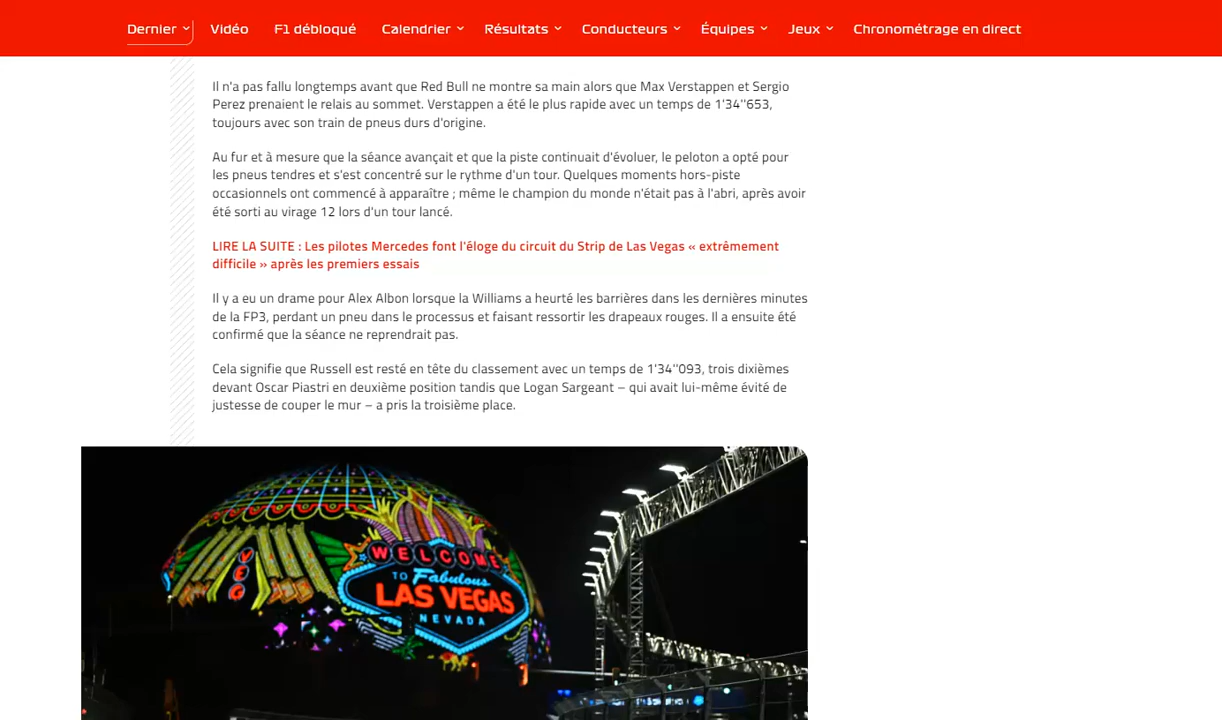 Dernier Vidéo F1 débloqué Calendrier Résultats Conducteurs Équipes Jeux Chronométrage en direct
Il n'a pas fallu longtemps avant que Red Bull ne montre sa main alors que Max Verstappen et Sergio
Perez prenaient le relais au sommet. Verstappen a été le plus rapide avec un temps de 1'34''653,
toujours avec son train de pneus durs d'origine.
Au fur et à mesure que la séance avançait et que la piste continuait d'évoluer, le peloton a opté pour
les pneus tendres et s'est concentré sur le rythme d'un tour. Quelques moments hors-piste
occasionnels ont commencé à apparaître ; même le champion du monde n'était pas à l'abri, après avoir
été sorti au virage 12 lors d'un tour lancé.
LIRE LA SUITE : Les pilotes Mercedes font l'éloge du circuit du Strip de Las Vegas « extrêmement
difficile » après les premiers essais
Il y a eu un drame pour Alex Albon lorsque la Williams a heurté les barrières dans les dernières minutes
de la FP3, perdant un pneu dans le processus et faisant ressortir les drapeaux rouges. Il a ensuite été
confirmé que la séance ne reprendrait pas.
Cela signifie que Russell est resté en tête du classement avec un temps de 1'34''093, trois dixièmes
devant Oscar Piastri en deuxième position tandis que Logan Sargeant – qui avait lui-même évité de
justesse de couper le mur – a pris la troisième place.
WELCOME
TO Fabulous
LAS VEGAS
NEVADA